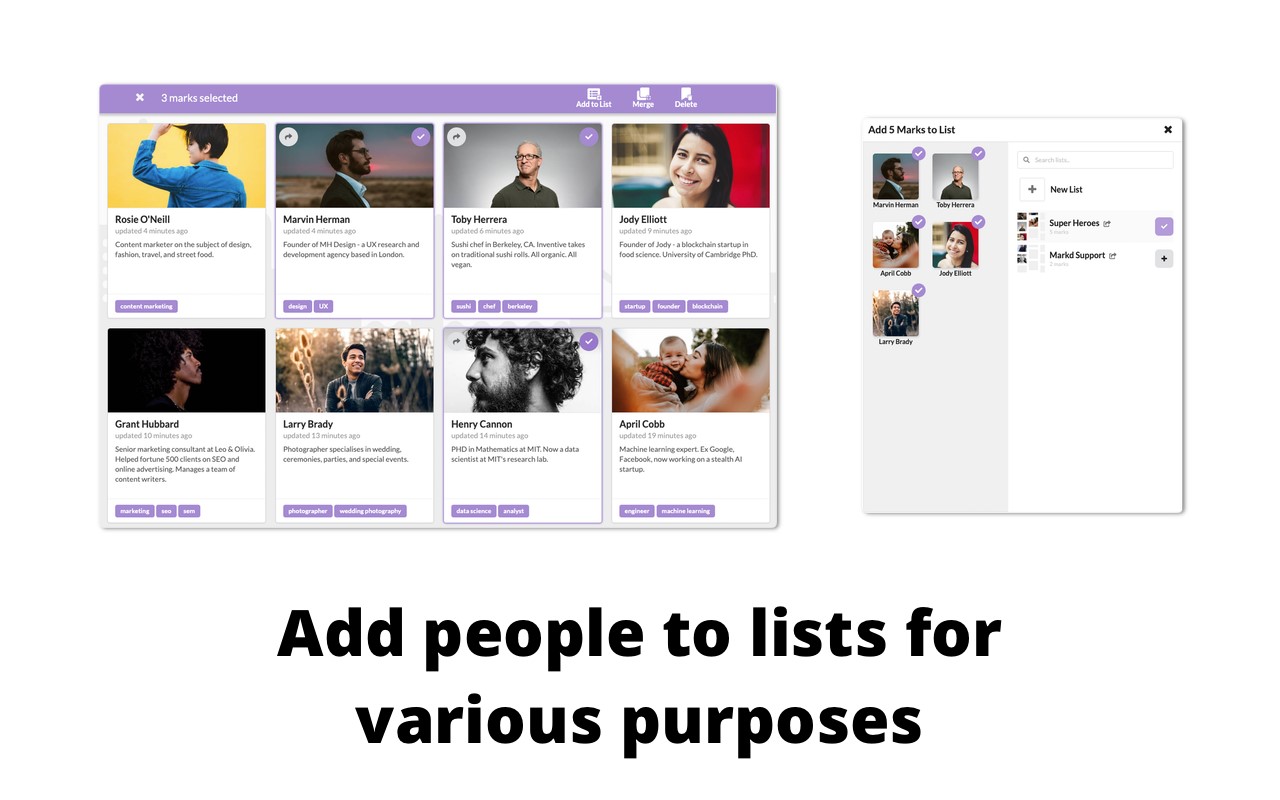 3 marks selected
Add to List
Merge
Delete
Rosie O'Neill
updated 4 minutes ago
Content marketer on the subject of design,
fashion, travel, and street food.
content marketing
Marvin Herman
updated 4 minutes ago
Founder of MH Design - a UX research and
development agency based in London.
design UX
Toby Herrera
updated 6 minutes ago
Sushi chef in Berkeley, CA. Inventive takes
on traditional sushi rolls. All organic. All
vegan.
sushi chef berkeley
Jody Elliott
updated 9 minutes ago
Founder of Jody - a blockchain startup in
food science. University of Cambridge PhD.
startup founder blockchain
Grant Hubbard
updated 10 minutes ago
Senior marketing consultant at Leo & Olivia.
Helped fortune 500 clients on SEO and
online advertising. Manages a team of
content writers.
marketing seo sem
Larry Brady
updated 13 minutes ago
Photographer specialises in wedding,
ceremonies, parties, and special events.
photographer wedding photography
Henry Cannon
updated 14 minutes ago
PHD in Mathematics at MIT. Now a data
scientist at MIT's research lab.
data science analyst
April Cobb
updated 19 minutes ago
Machine learning expert. Ex Google,
Facebook, now working on a stealth AI
startup.
engineer machine learning
Add 5 Marks to List
Marvin Herman
Toby Herrera
April Cobb
Jody Elliott
Larry Brady
Search lists..
New List
Super Heroes
5 marks
Markd Support
2 marks
Add people to lists for
various purposes